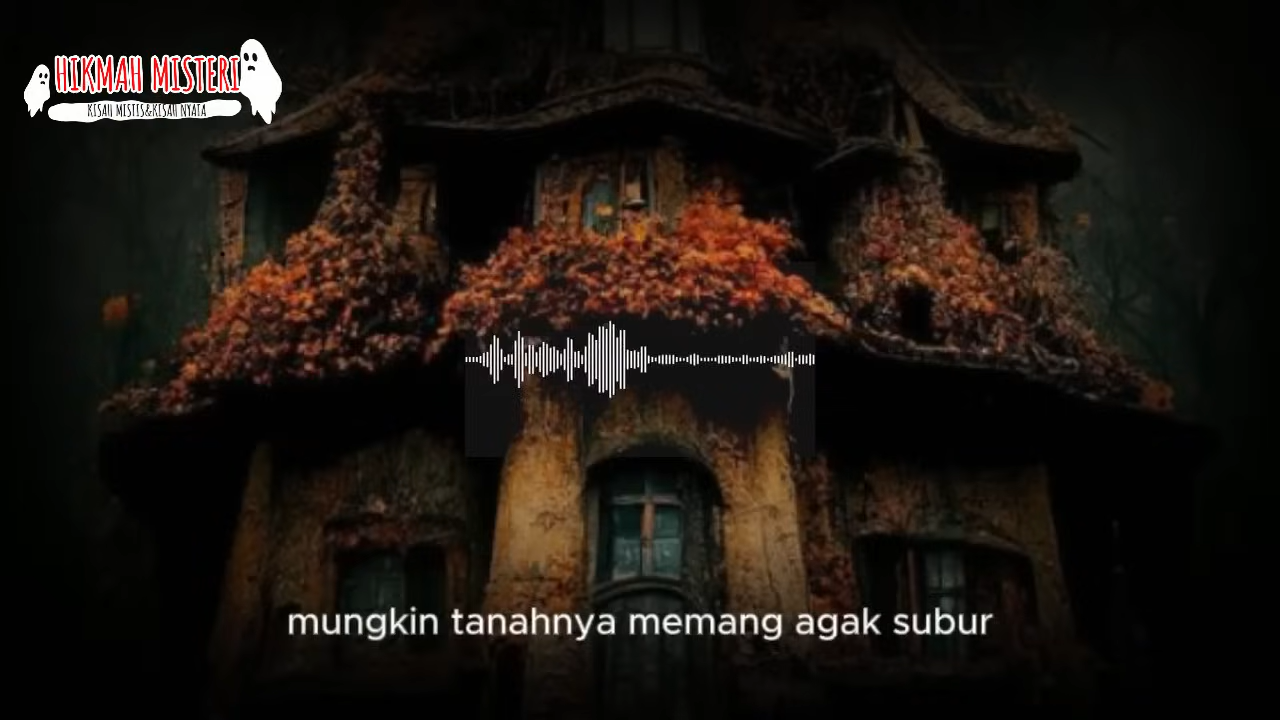 HIKMAH MISTERI
KISAH MISTIS&KISAH NYATA
mungkin tanahnya memang agak subur